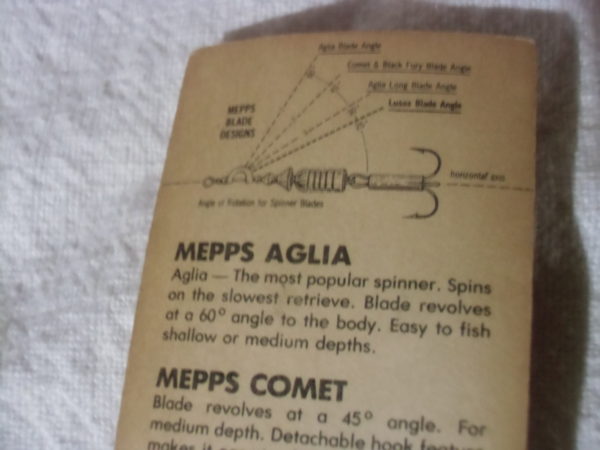 Aglia Blade Angle
Comet & Black Fury Blade Angle
Aglia Long Blade Angle
Lusox Blade Angle
MEPPS
BLADE
DESIGNS
horizontal axis
Angle of Rotation for Spinner Blades
MEPPS AGLIA
Aglia — The most popular spinner. Spins
on the slowest retrieve. Blade revolves
at a 60° angle to the body. Easy to fish
shallow or medium depths.
MEPPS COMET
Blade revolves at a 45° angle. For
medium depth. Detachable hook feature
makes it